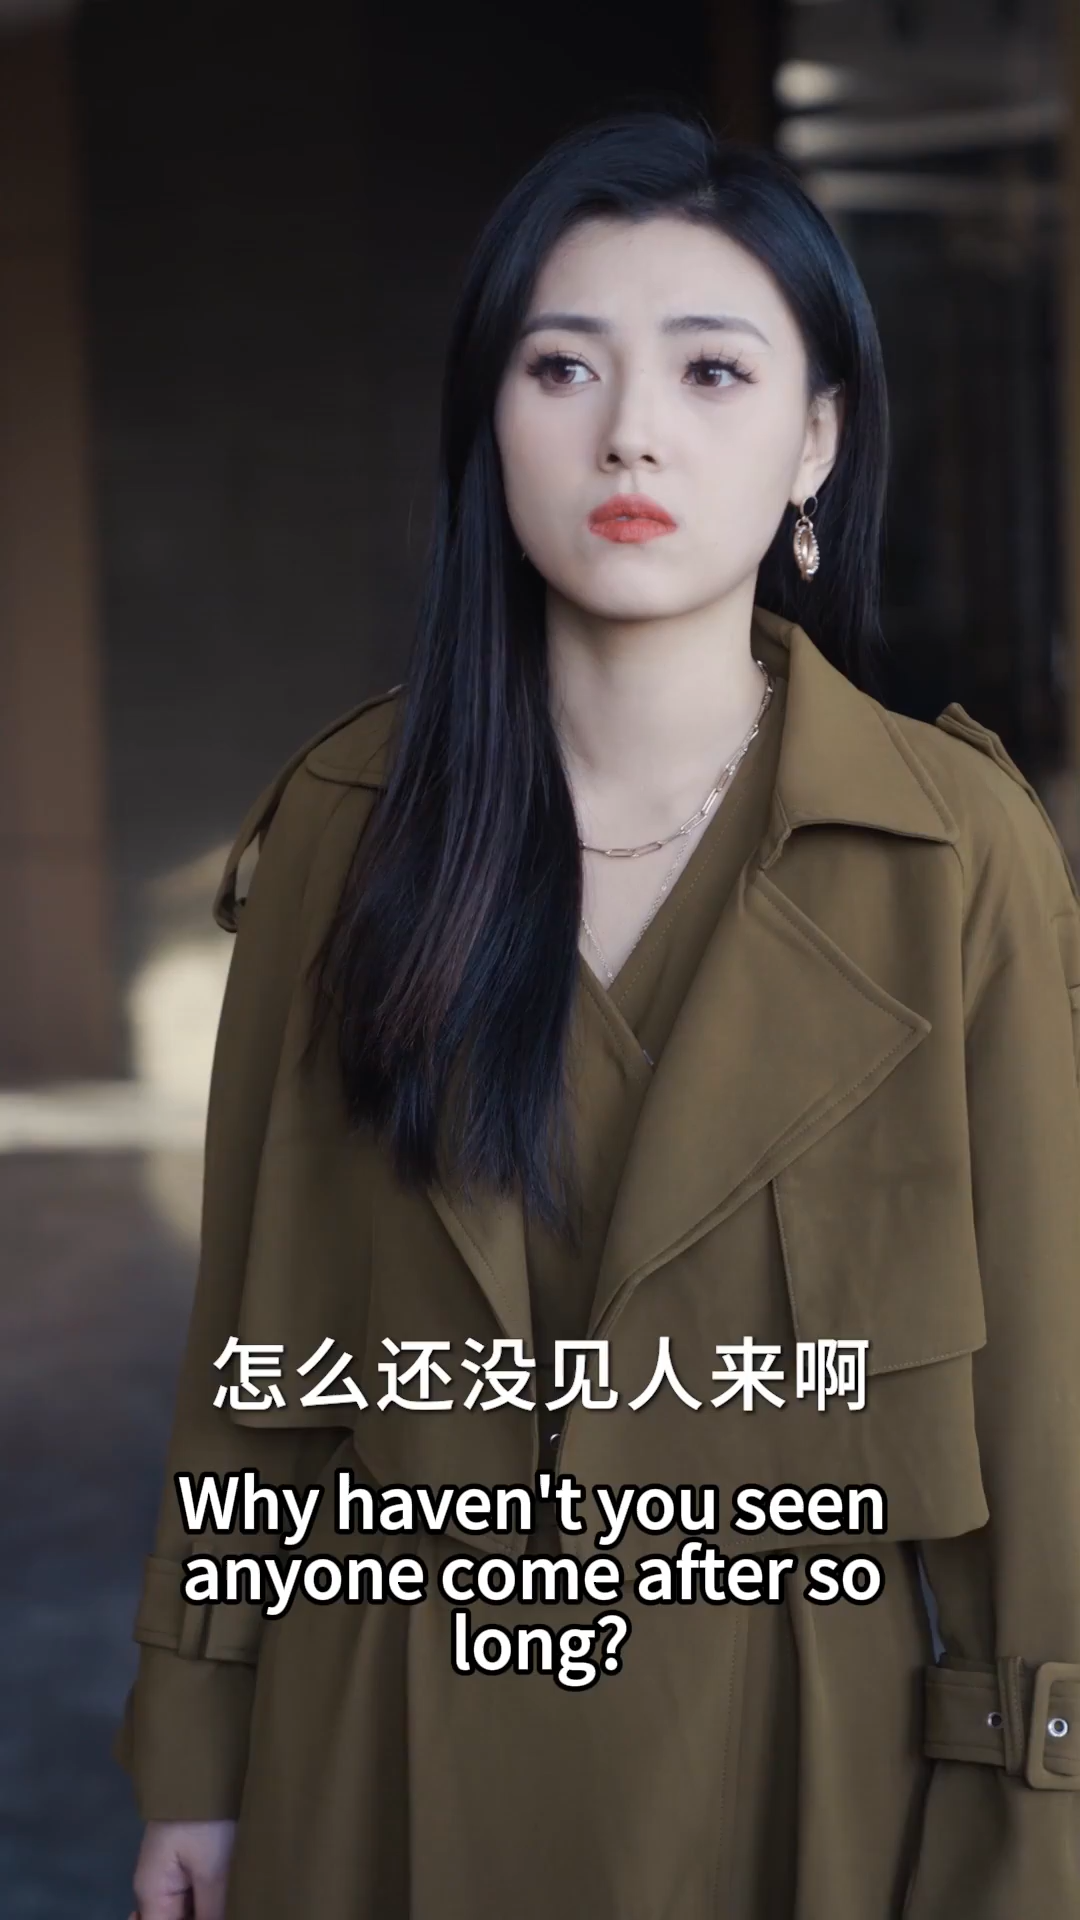 怎么还没见人来啊
Why haven't you seen
anyone come after so
long?